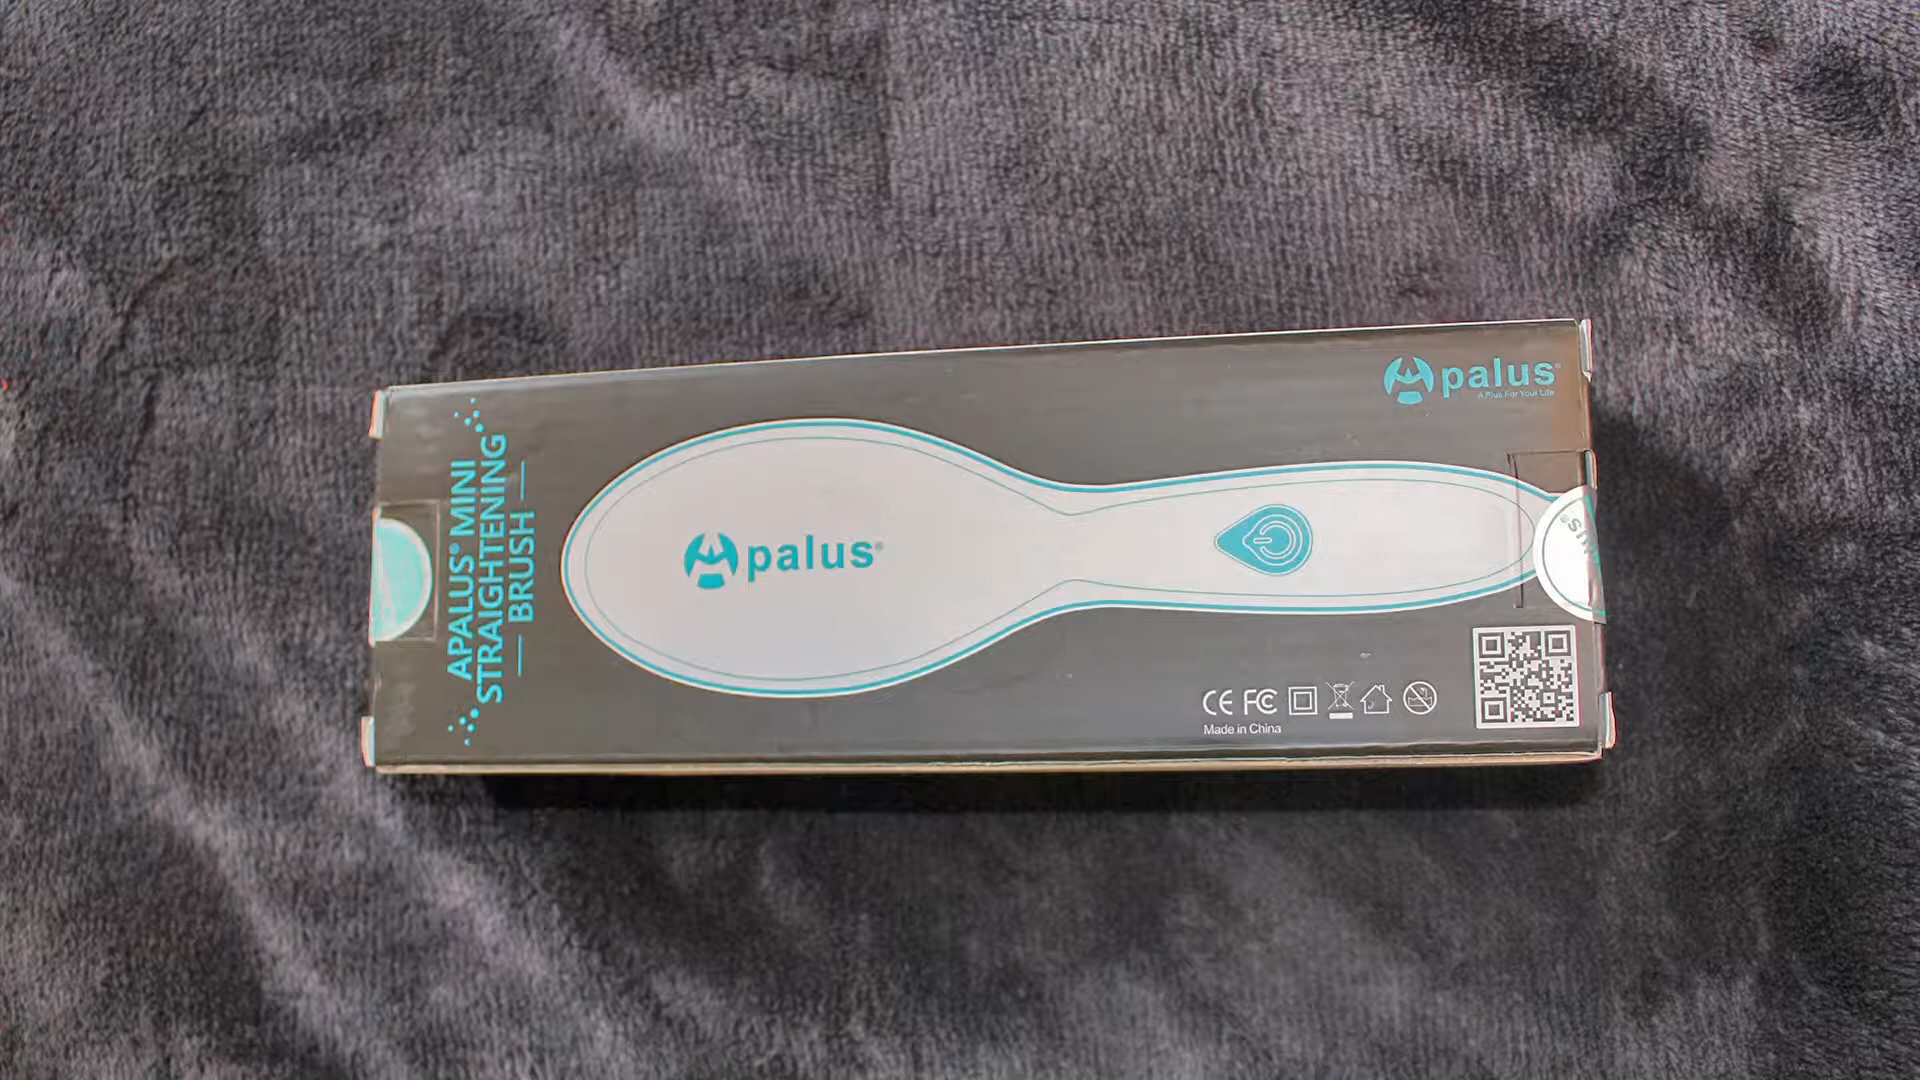 APALUS® MINI
STRAIGHTENING
BRUSH
palus®
palus®
A Plus For Your Life
CE FC
Made in China